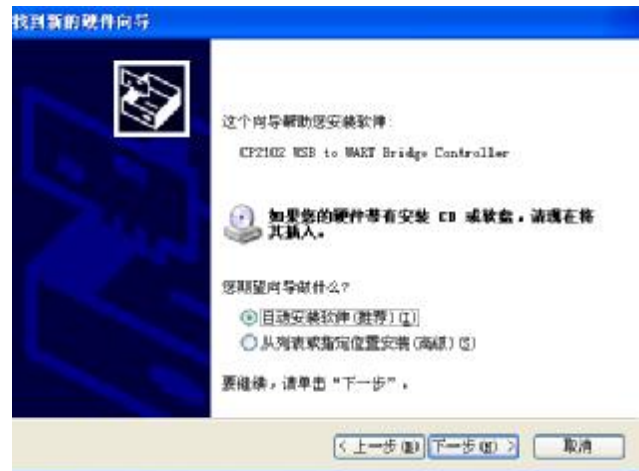 找到新的硬件向导
这个向导帮助您安装软件:
CP2102 USB to UART Bridge Controller
如果您的硬件带有安装 CD 或软盘，请现在将
其插入。
您期望向导做什么?
自动安装软件(推荐)(I)
从列表或指定位置安装(高级)(S)
要继续，请单击“下一步”。
< 上一步(B)
下一步(N) >
取消